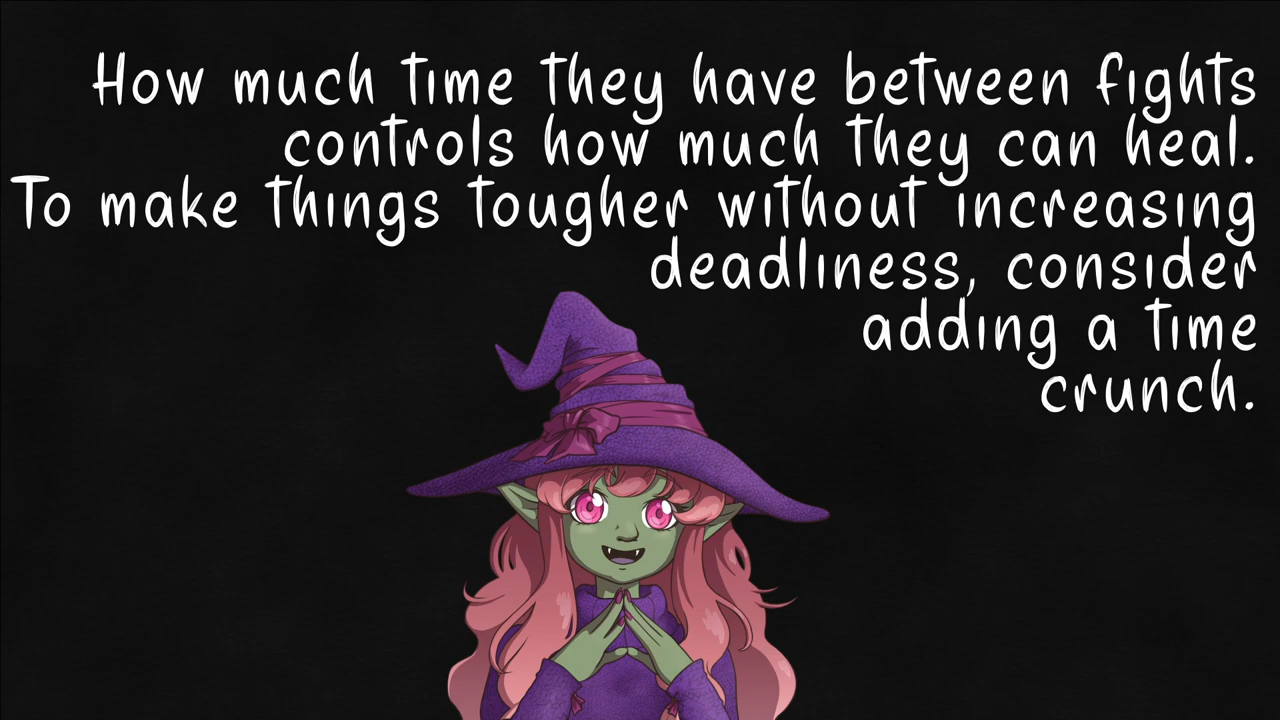 How much time they have between fights
controls how much they can heal.
To make things tougher without increasing
deadliness, consider
adding a time
crunch.